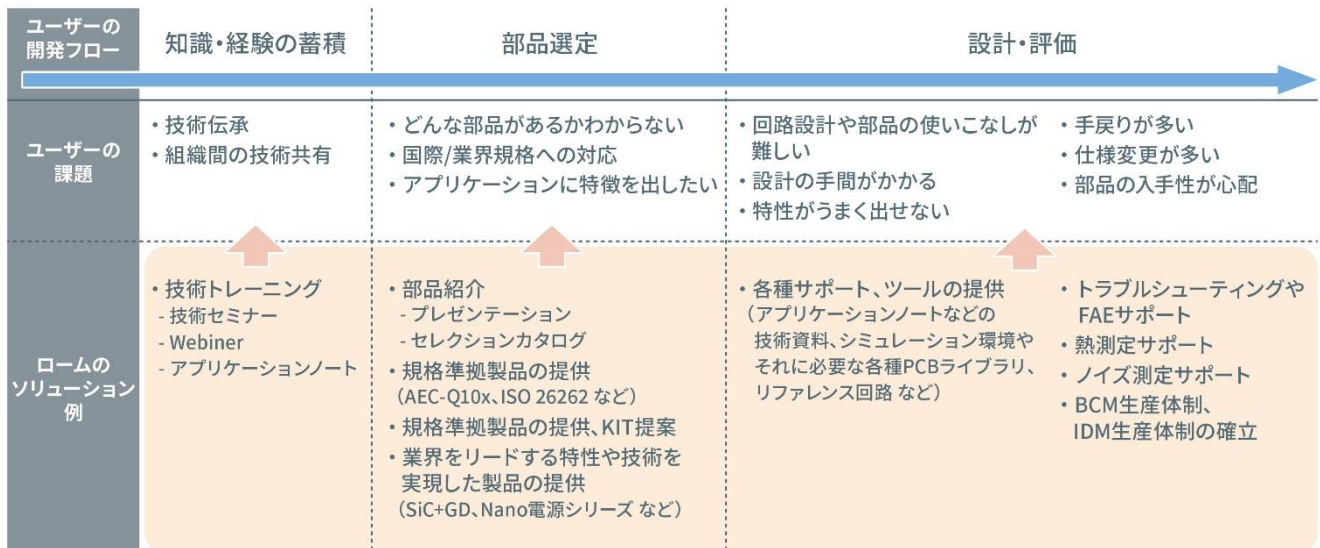 ユーザーの
開発フロー
知識・経験の蓄積
部品選定
設計・評価
ユーザーの
課題
・技術伝承
・組織間の技術共有
・どんな部品があるかわからない
・国際/業界規格への対応
・アプリケーションに特徴を出したい
・回路設計や部品の使いこなしが
難しい
・設計の手間がかかる
・特性がうまく出せない
・手戻りが多い
・仕様変更が多い
・部品の入手性が心配
ロームの
ソリューション
例
・技術トレーニング
- 技術セミナー
- Webiner
- アプリケーションノート
・部品紹介
- プレゼンテーション
- セレクションカタログ
・規格準拠製品の提供
（AEC-Q10x、ISO 26262 など）
・規格準拠製品の提供、KIT提案
・業界をリードする特性や技術を
実現した製品の提供
（SiC+GD、Nano電源シリーズ など）
・各種サポート、ツールの提供
（アプリケーションノートなどの
技術資料、シミュレーション環境や
それに必要な各種PCBライブラリ、
リファレンス回路 など）
・トラブルシューティングや
FAEサポート
・熱測定サポート
・ノイズ測定サポート
・BCM生産体制、
IDM生産体制の確立